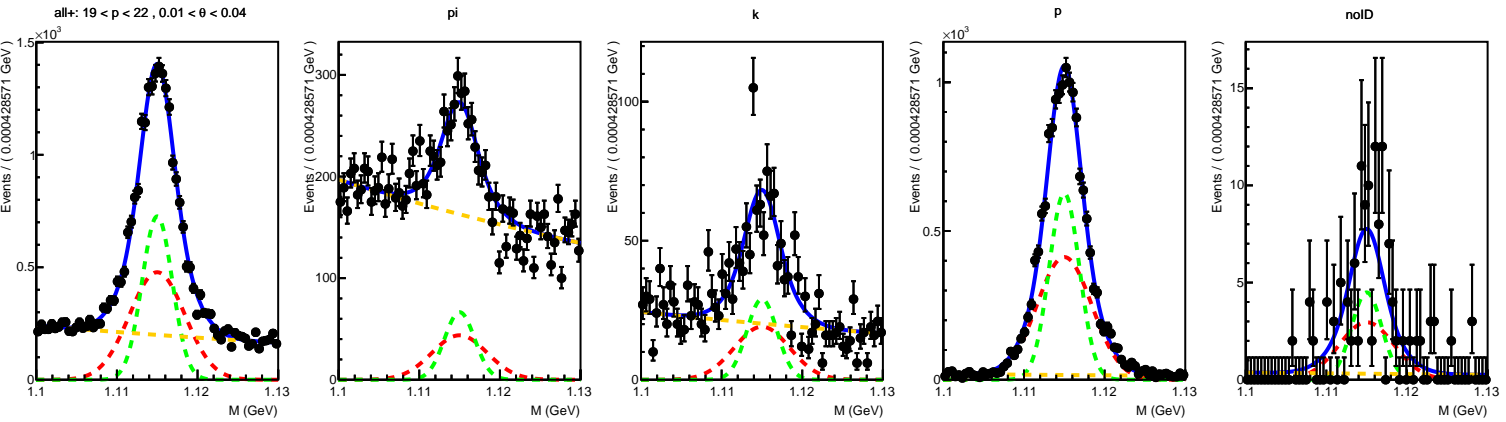 all+: 19 < p < 22 , 0.01 < θ < 0.04
×10³
Events / ( 0.000428571 GeV )
1.5
1
0.5
0
1.1
1.11
1.12
1.13
M (GeV)
pi
Events / ( 0.000428571 GeV )
300
200
100
0
1.1
1.11
1.12
1.13
M (GeV)
k
Events / ( 0.000428571 GeV )
100
50
0
1.1
1.11
1.12
1.13
M (GeV)
p
×10³
Events / ( 0.000428571 GeV )
1
0.5
0
1.1
1.11
1.12
1.13
M (GeV)
noID
Events / ( 0.000428571 GeV )
15
10
5
0
1.1
1.11
1.12
1.13
M (GeV)